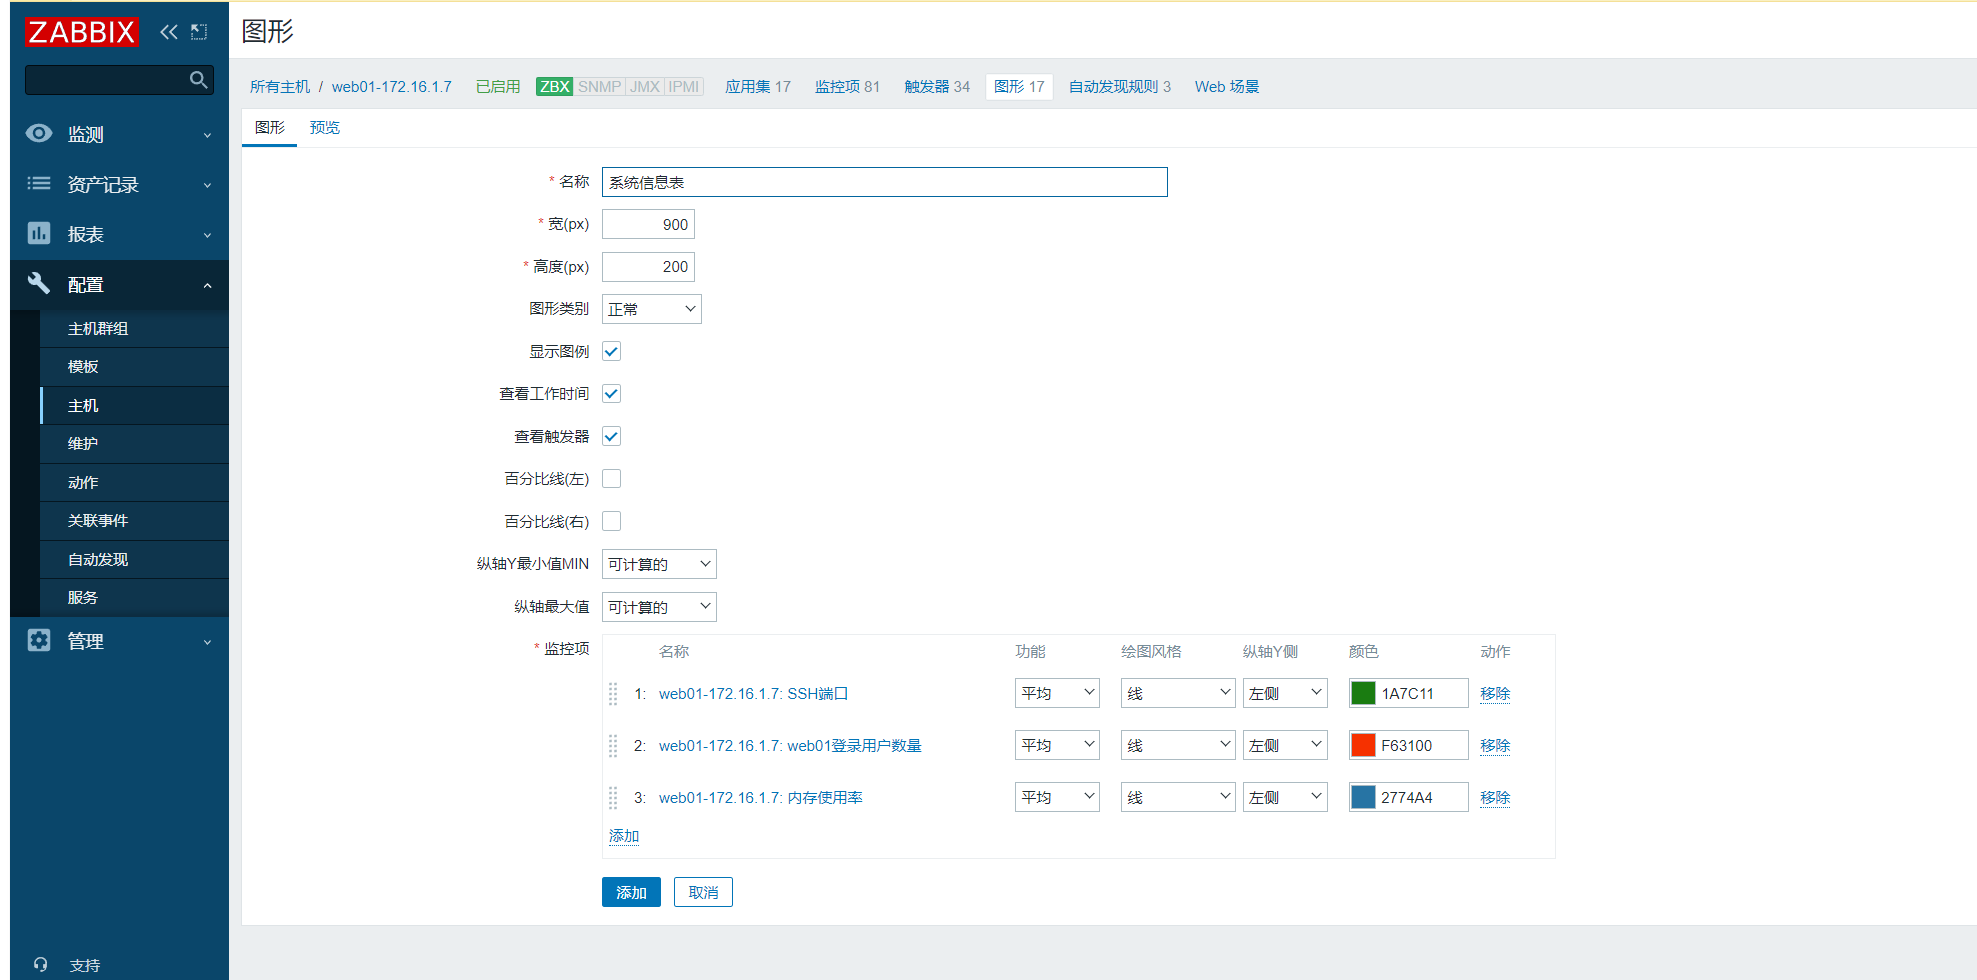 ZABBIX
图形
所有主机 / web01-172.16.1.7 已启用 ZBX SNMP JMX IPMI 应用集 17 监控项 81 触发器 34 图形 17 自动发现规则 3 Web 场景
图形 预览
监测
资产记录
报表
配置
主机群组
模板
主机
维护
动作
关联事件
自动发现
服务
管理
支持
* 名称 系统信息表
* 宽(px) 900
* 高度(px) 200
图形类别 正常
显示图例
查看工作时间
查看触发器
百分比线(左)
百分比线(右)
纵轴Y最小值MIN 可计算的
纵轴最大值 可计算的
* 监控项 名称 功能 绘图风格 纵轴Y侧 颜色 动作
1: web01-172.16.1.7: SSH端口 平均 线 左侧 1A7C11 移除
2: web01-172.16.1.7: web01登录用户数量 平均 线 左侧 F63100 移除
3: web01-172.16.1.7: 内存使用率 平均 线 左侧 2774A4 移除
添加
添加 取消